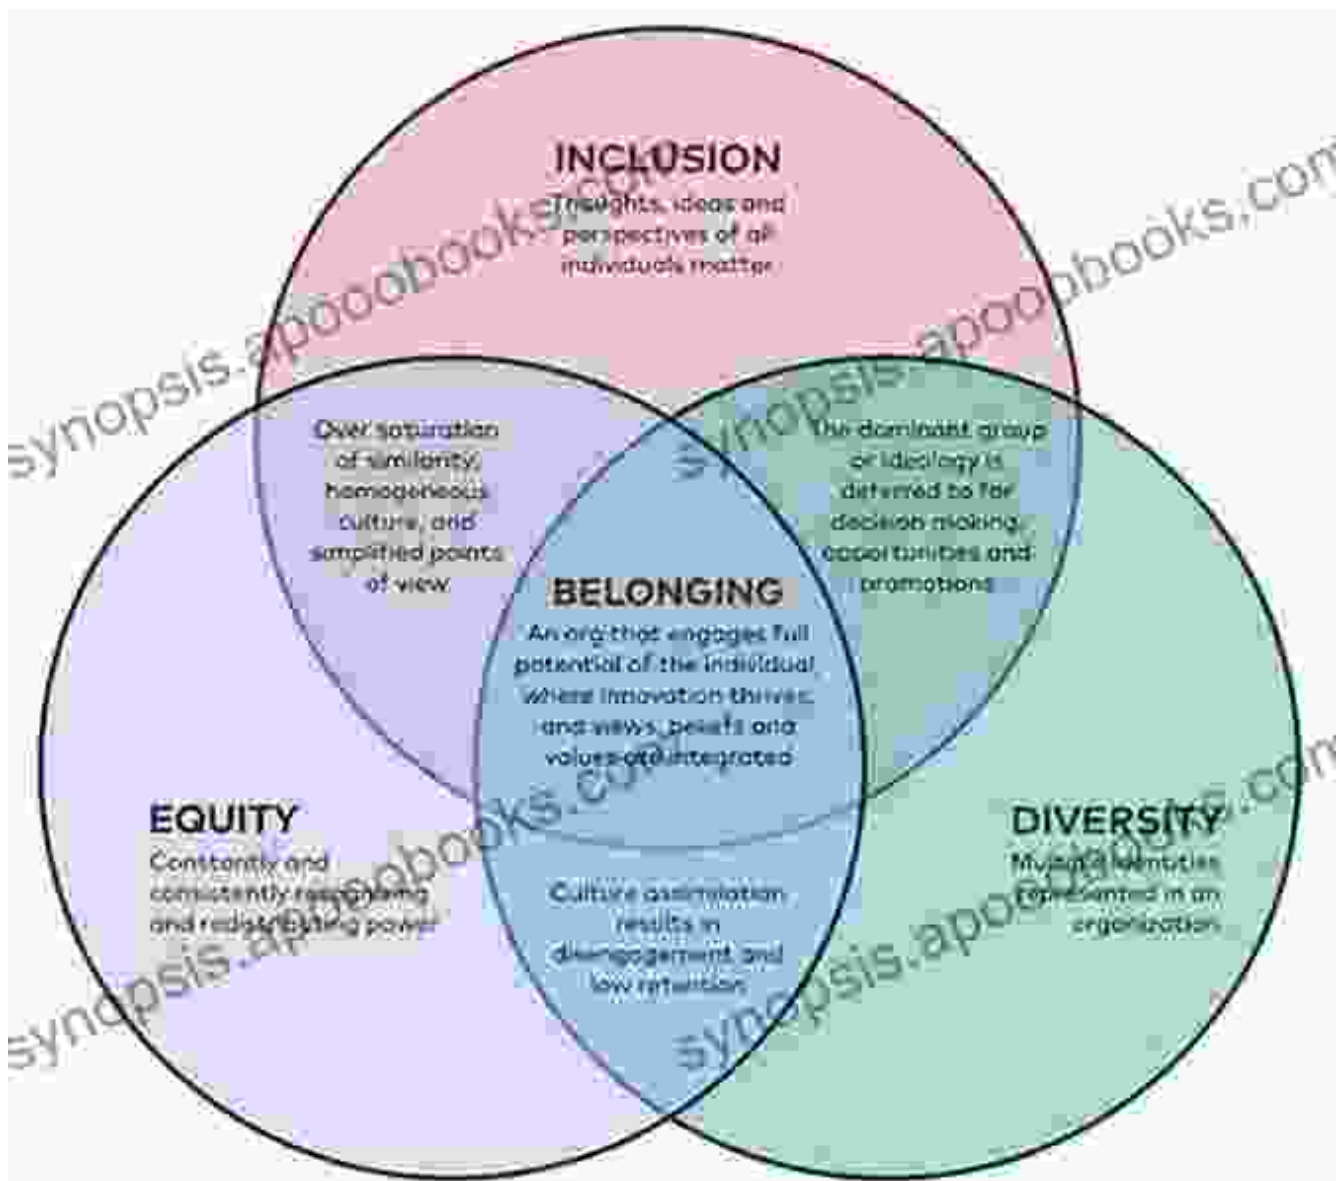 INCLUSION
Thoughts, ideas and
perspectives of all
individuals matter
Over saturation
of similarity,
homogeneous
culture, and
simplified points
of view
The dominant group
or ideology is
deferred to for
decision making,
opportunities and
promotions
BELONGING
An org that engages full
potential of the individual,
where innovation thrives,
and views, beliefs and
values are integrated
EQUITY
Constantly and
consistently recognizing
and redistributing power
DIVERSITY
Multiple identities
represented in an
organization
Culture assimilation
results in
disengagement and
low retention
synopsis.apooobooks.com
synopsis.apooobooks.com
synopsis.apooobooks.com
synopsis.apooobooks.com